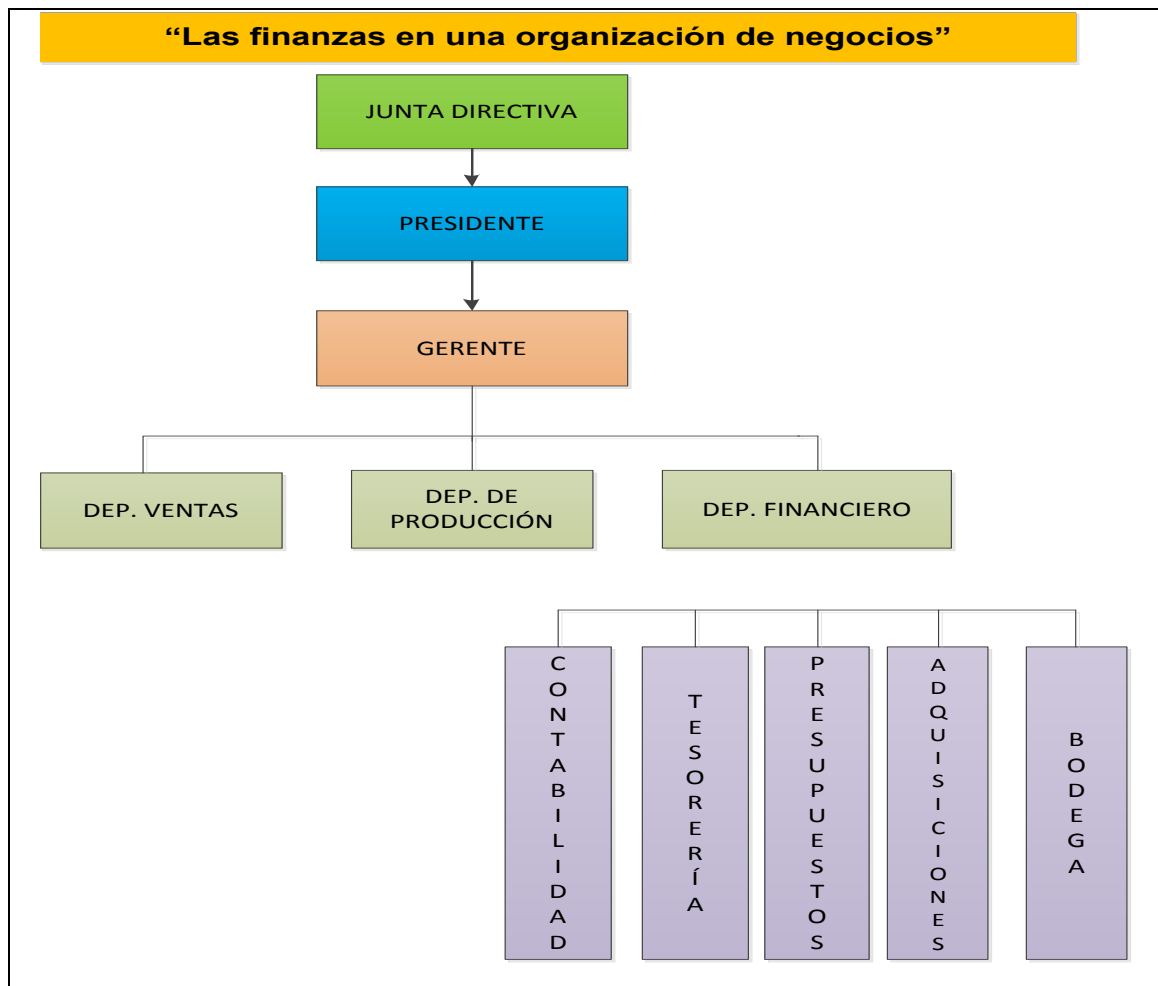 “Las finanzas en una organización de negocios”
JUNTA DIRECTIVA
PRESIDENTE
GERENTE
DEP. VENTAS
DEP. DE
PRODUCCIÓN
DEP. FINANCIERO
CONTABILIDAD
TESORERÍA
PRESUPUESTOS
ADQUISICIONES
BODEGA